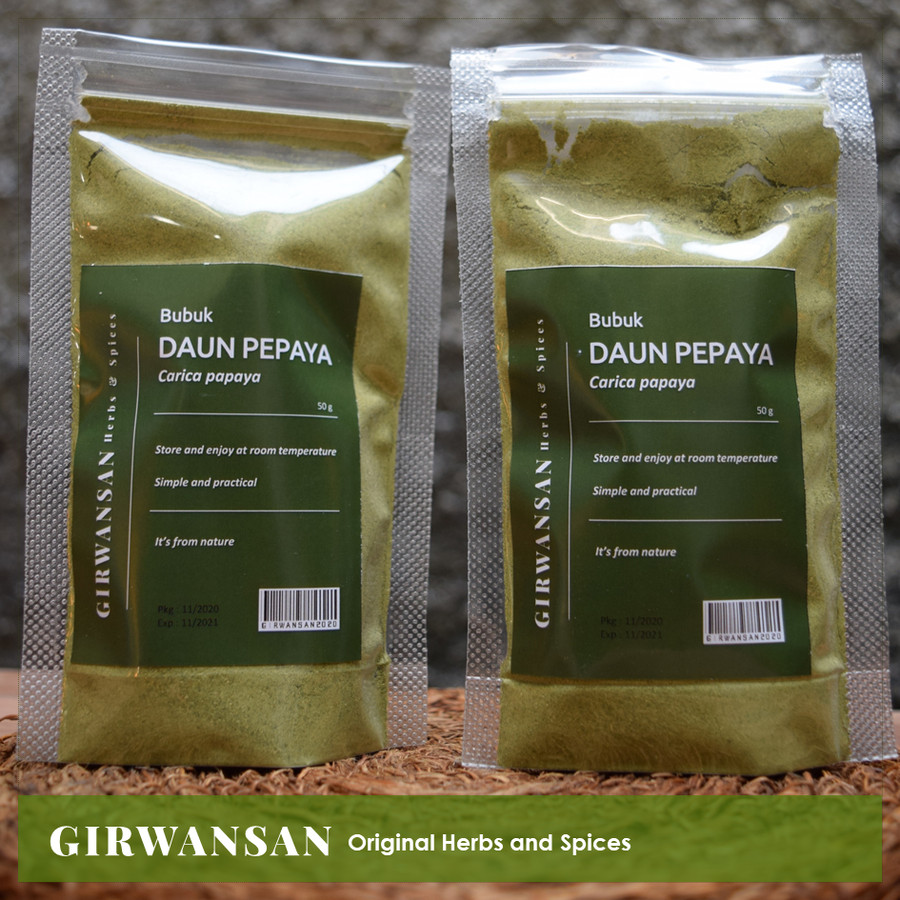 Bubuk
DAUN PEPAYA
Carica papaya
50 g
Store and enjoy at room temperature
Simple and practical
It's from nature
Pkg : 11/2020
Exp : 11/2021
GIRWANSAN2020
GIRWANSAN Herbs & Spices
Bubuk
DAUN PEPAYA
Carica papaya
50 g
Store and enjoy at room temperature
Simple and practical
It's from nature
Pkg : 11/2020
Exp : 11/2021
GIRWANSAN2020
GIRWANSAN Herbs & Spices
GIRWANSAN Original Herbs and Spices